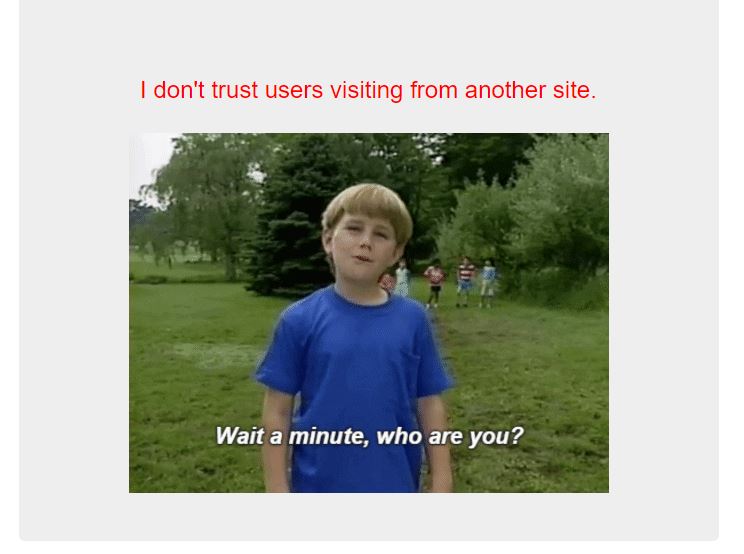 I don't trust users visiting from another site.
Wait a minute, who are you?